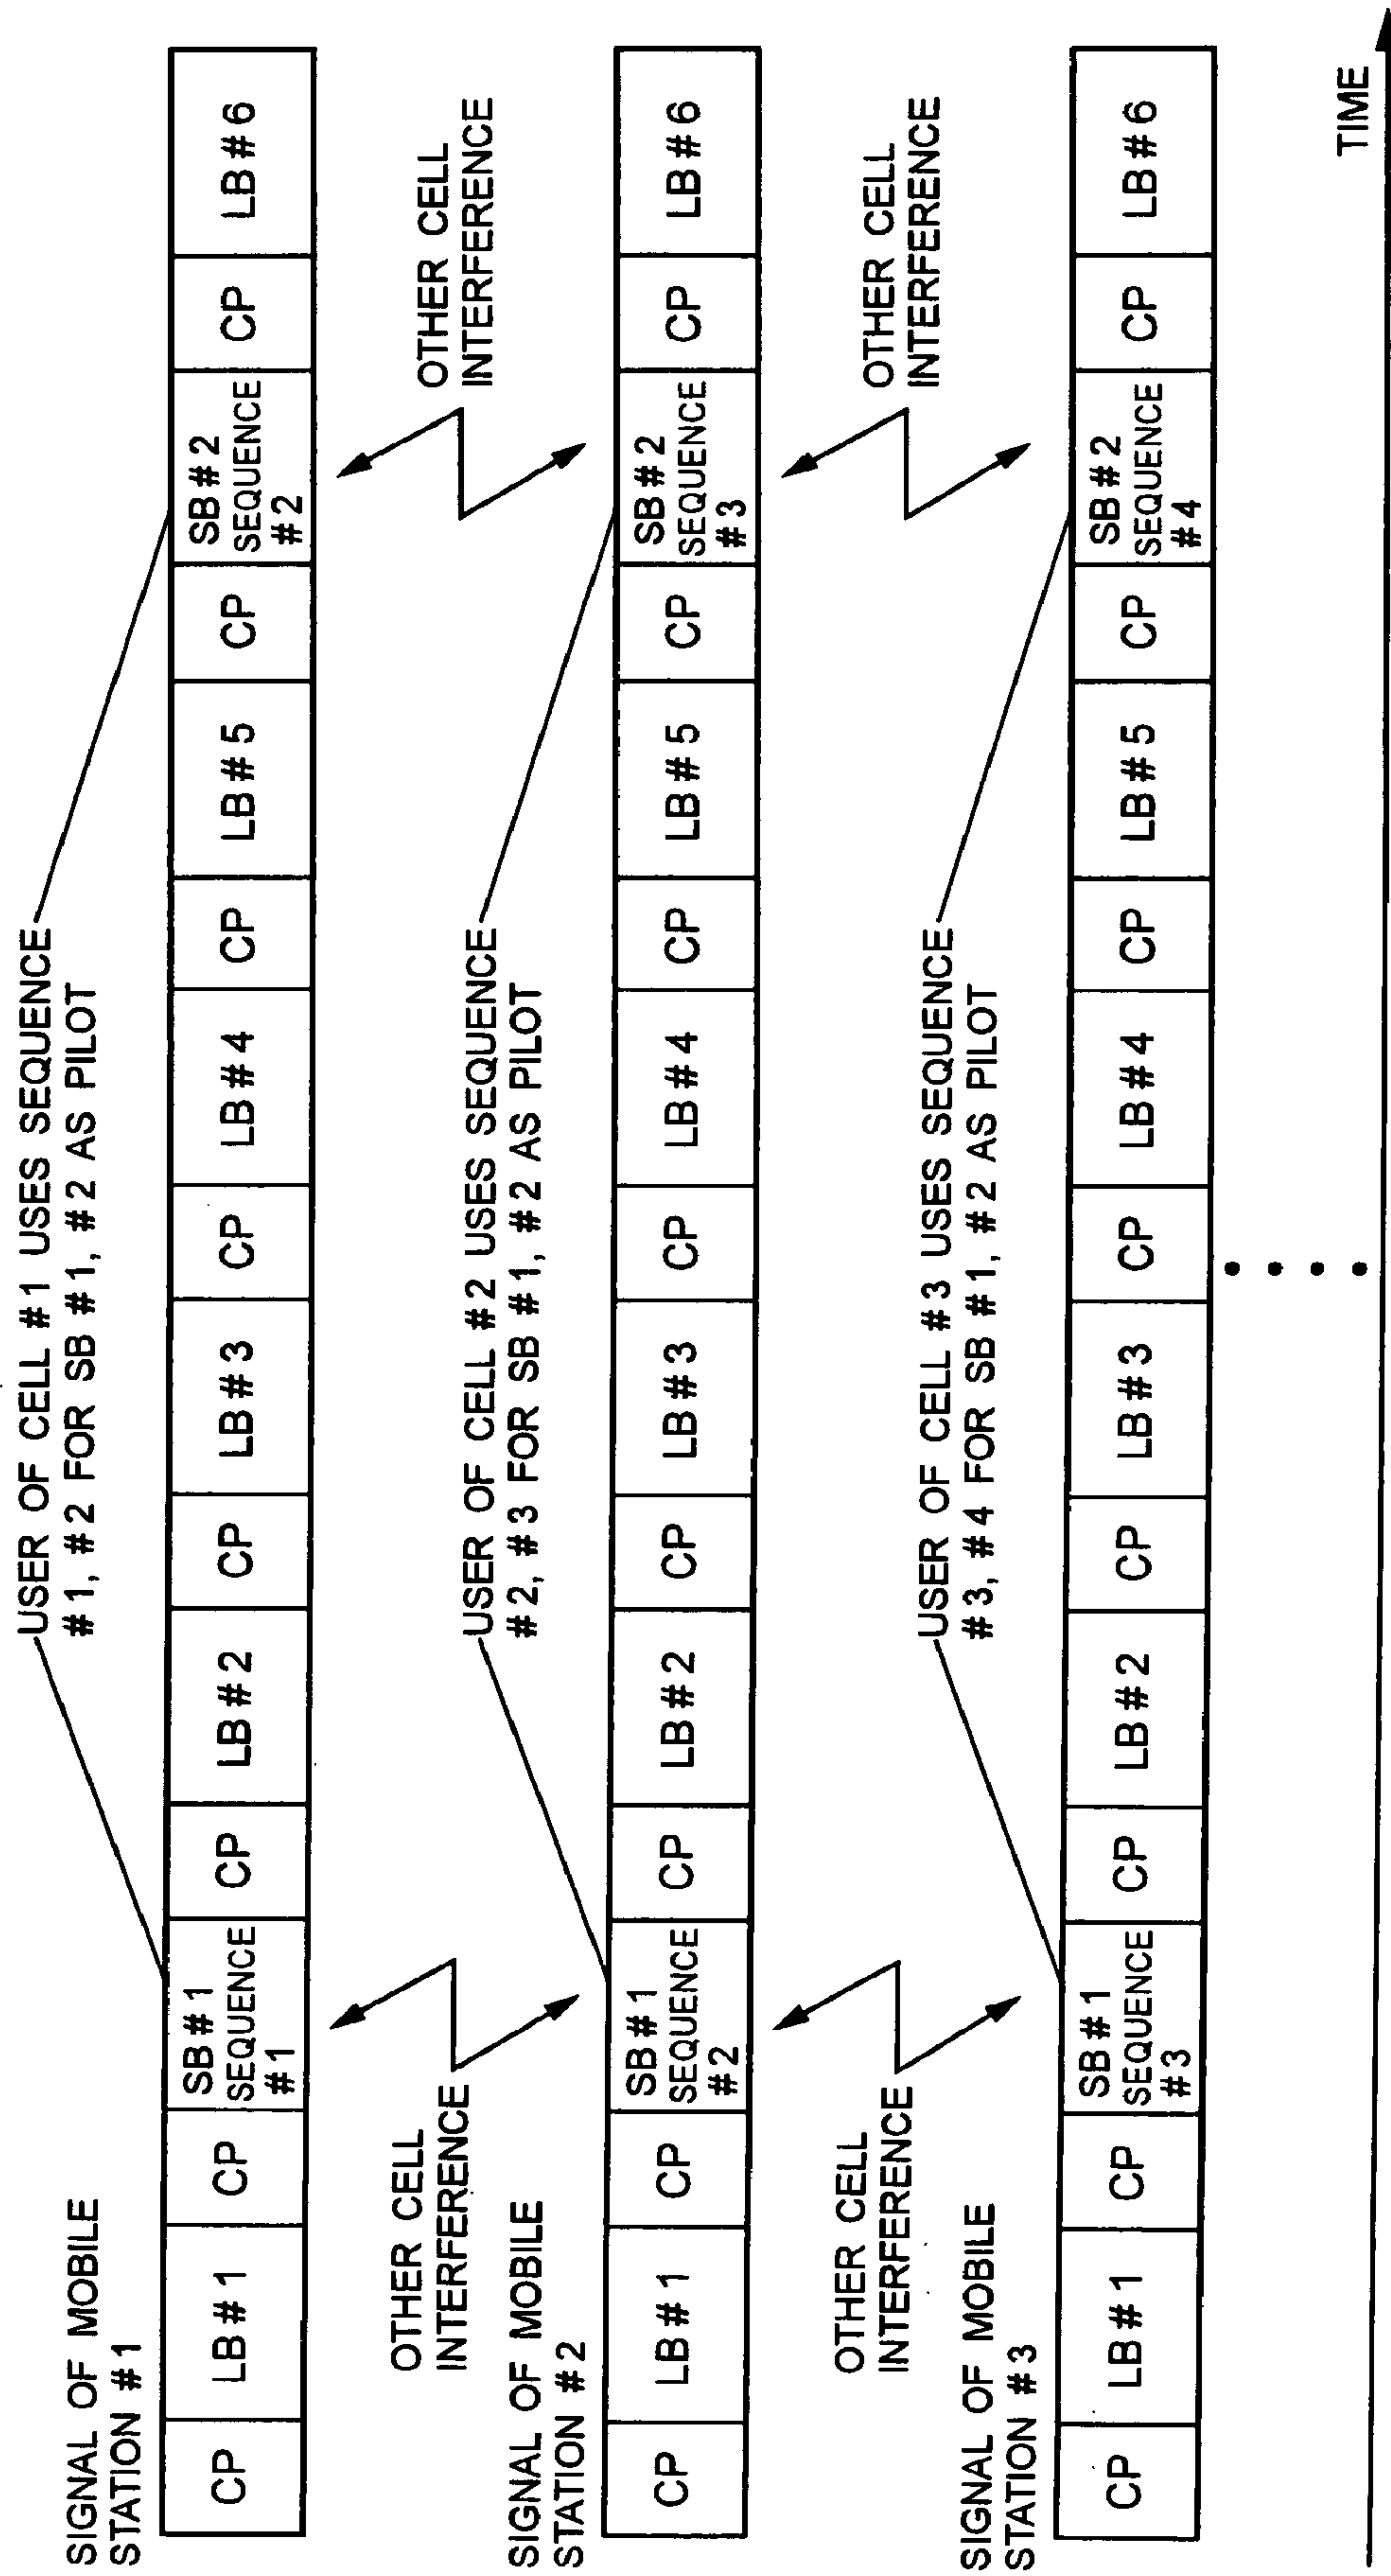 SIGNAL OF MOBILE
STATION #1
USER OF CELL #1 USES SEQUENCE
#1, #2 FOR SB #1, #2 AS PILOT
CP
LB#1
CP
SB#1
SEQUENCE
#1
CP
LB#2
CP
LB#3
CP
LB#4
CP
LB#5
CP
SB#2
SEQUENCE
#2
CP
LB#6
OTHER CELL
INTERFERENCE
OTHER CELL
INTERFERENCE
SIGNAL OF MOBILE
STATION #2
USER OF CELL #2 USES SEQUENCE
#2, #3 FOR SB #1, #2 AS PILOT
CP
LB#1
CP
SB#1
SEQUENCE
#2
CP
LB#2
CP
LB#3
CP
LB#4
CP
LB#5
CP
SB#2
SEQUENCE
#3
CP
LB#6
OTHER CELL
INTERFERENCE
OTHER CELL
INTERFERENCE
SIGNAL OF MOBILE
STATION #3
USER OF CELL #3 USES SEQUENCE
#3, #4 FOR SB #1, #2 AS PILOT
CP
LB#1
CP
SB#1
SEQUENCE
#3
CP
LB#2
CP
LB#3
CP
LB#4
CP
LB#5
CP
SB#2
SEQUENCE
#4
CP
LB#6
TIME